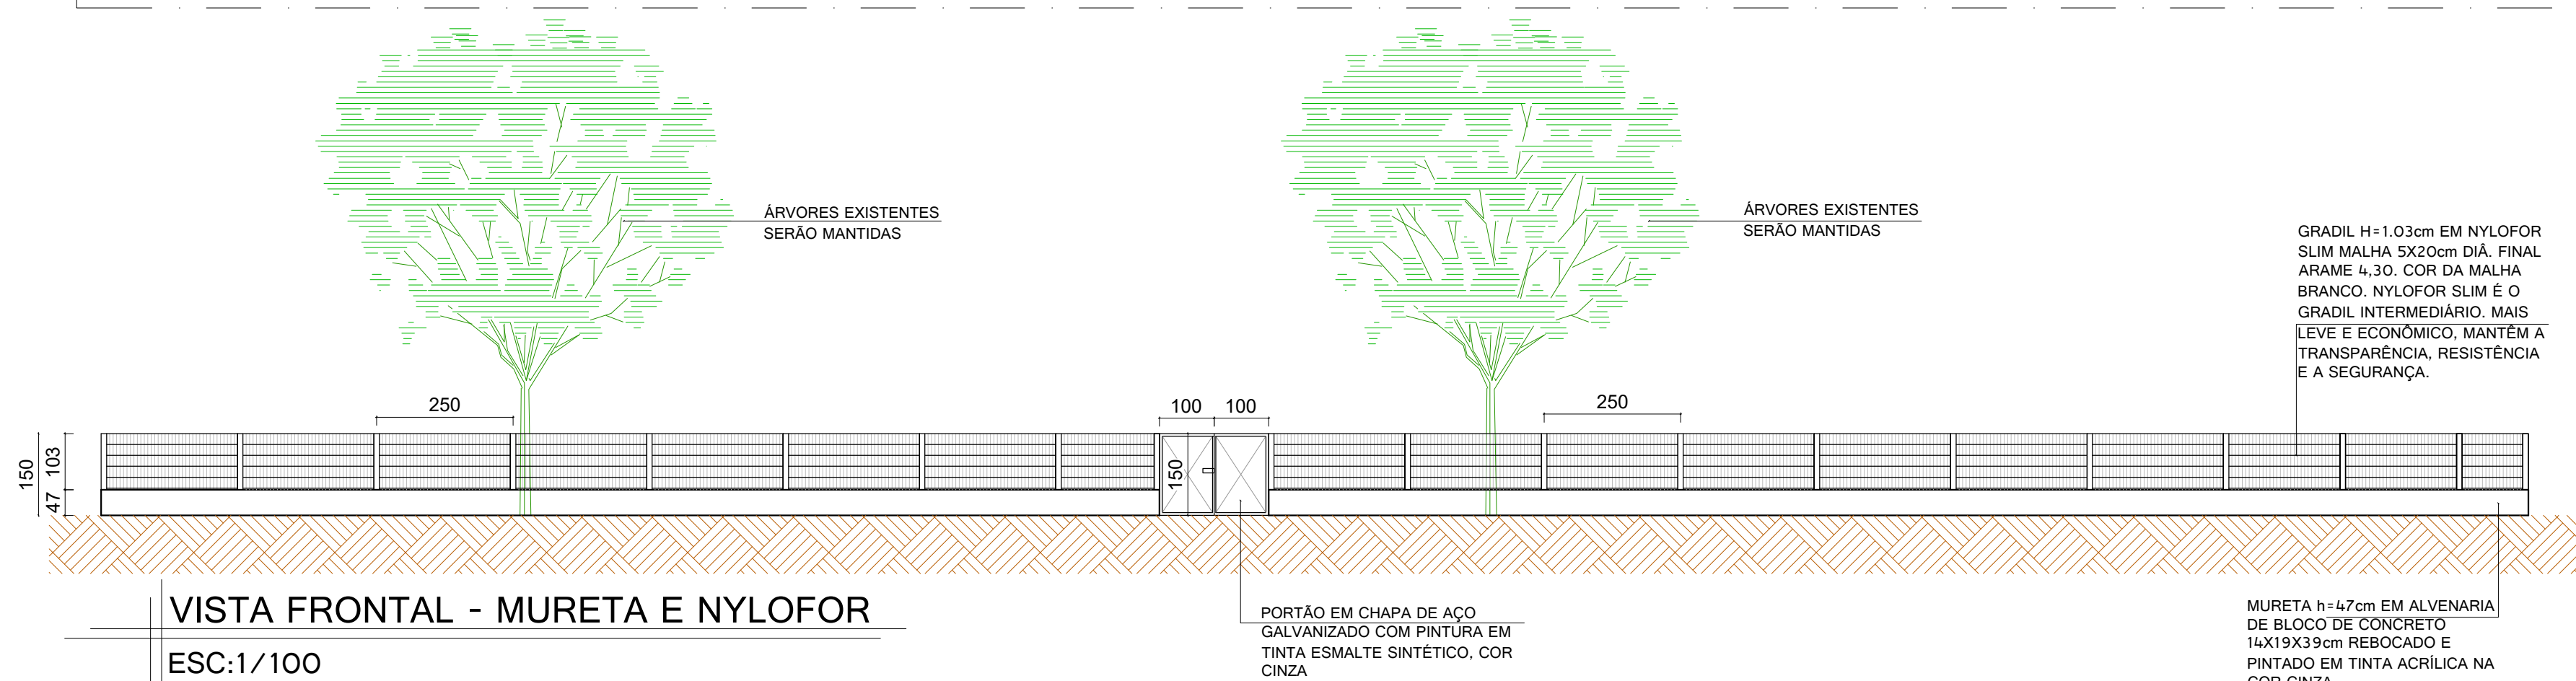 ÁRVORES EXISTENTES
SERÃO MANTIDAS
ÁRVORES EXISTENTES
SERÃO MANTIDAS
GRADIL H=1.03cm EM NYLOFOR
SLIM MALHA 5X20cm DIÂ. FINAL
ARAME 4,30. COR DA MALHA
BRANCO. NYLOFOR SLIM É O
GRADIL INTERMEDIÁRIO. MAIS
LEVE E ECONÔMICO, MANTÊM A
TRANSPARÊNCIA, RESISTÊNCIA
E A SEGURANÇA.
250
100
100
250
150
103
47
150
VISTA FRONTAL - MURETA E NYLOFOR
ESC:1/100
PORTÃO EM CHAPA DE AÇO
GALVANIZADO COM PINTURA EM
TINTA ESMALTE SINTÉTICO, COR
CINZA
MURETA h=47cm EM ALVENARIA
DE BLOCO DE CONCRETO
14X19X39cm REBOCADO E
PINTADO EM TINTA ACRÍLICA NA
COR CINZA